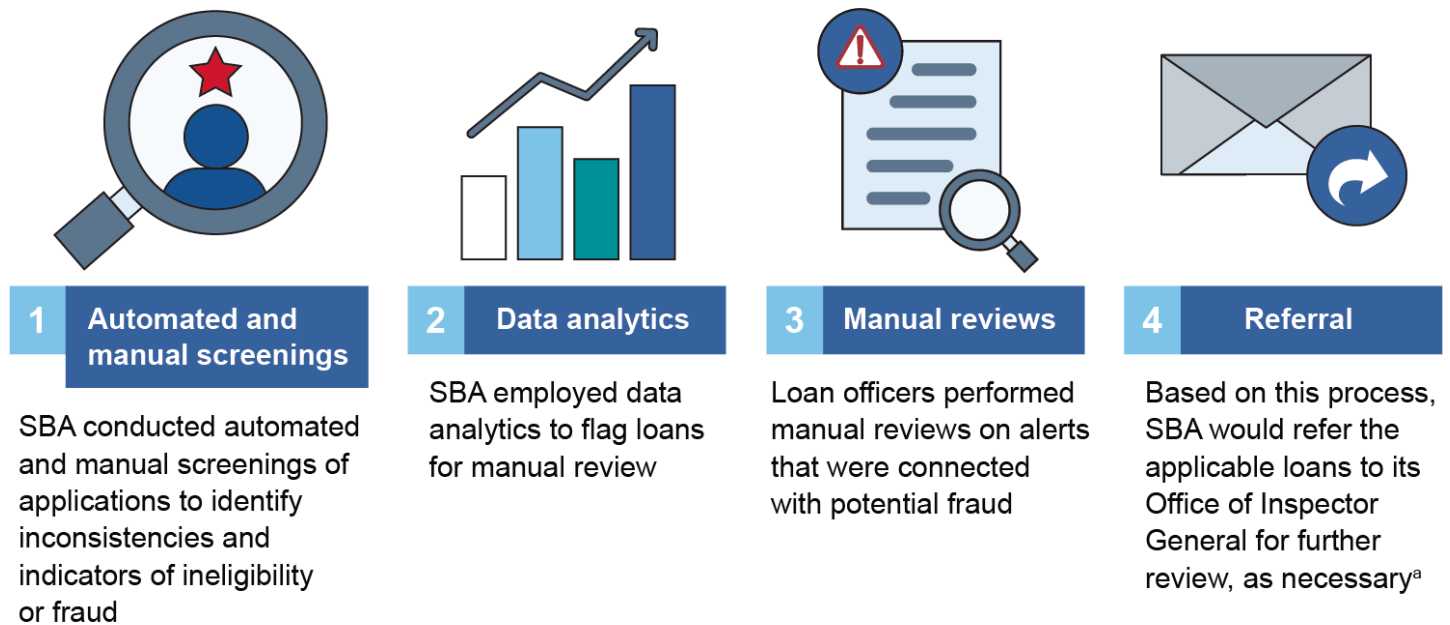 1
Automated and
manual screenings
SBA conducted automated
and manual screenings of
applications to identify
inconsistencies and
indicators of ineligibility
or fraud
2
Data analytics
SBA employed data
analytics to flag loans
for manual review
3
Manual reviews
Loan officers performed
manual reviews on alerts
that were connected
with potential fraud
4
Referral
Based on this process,
SBA would refer the
applicable loans to its
Office of Inspector
General for further
review, as necessaryᵃ